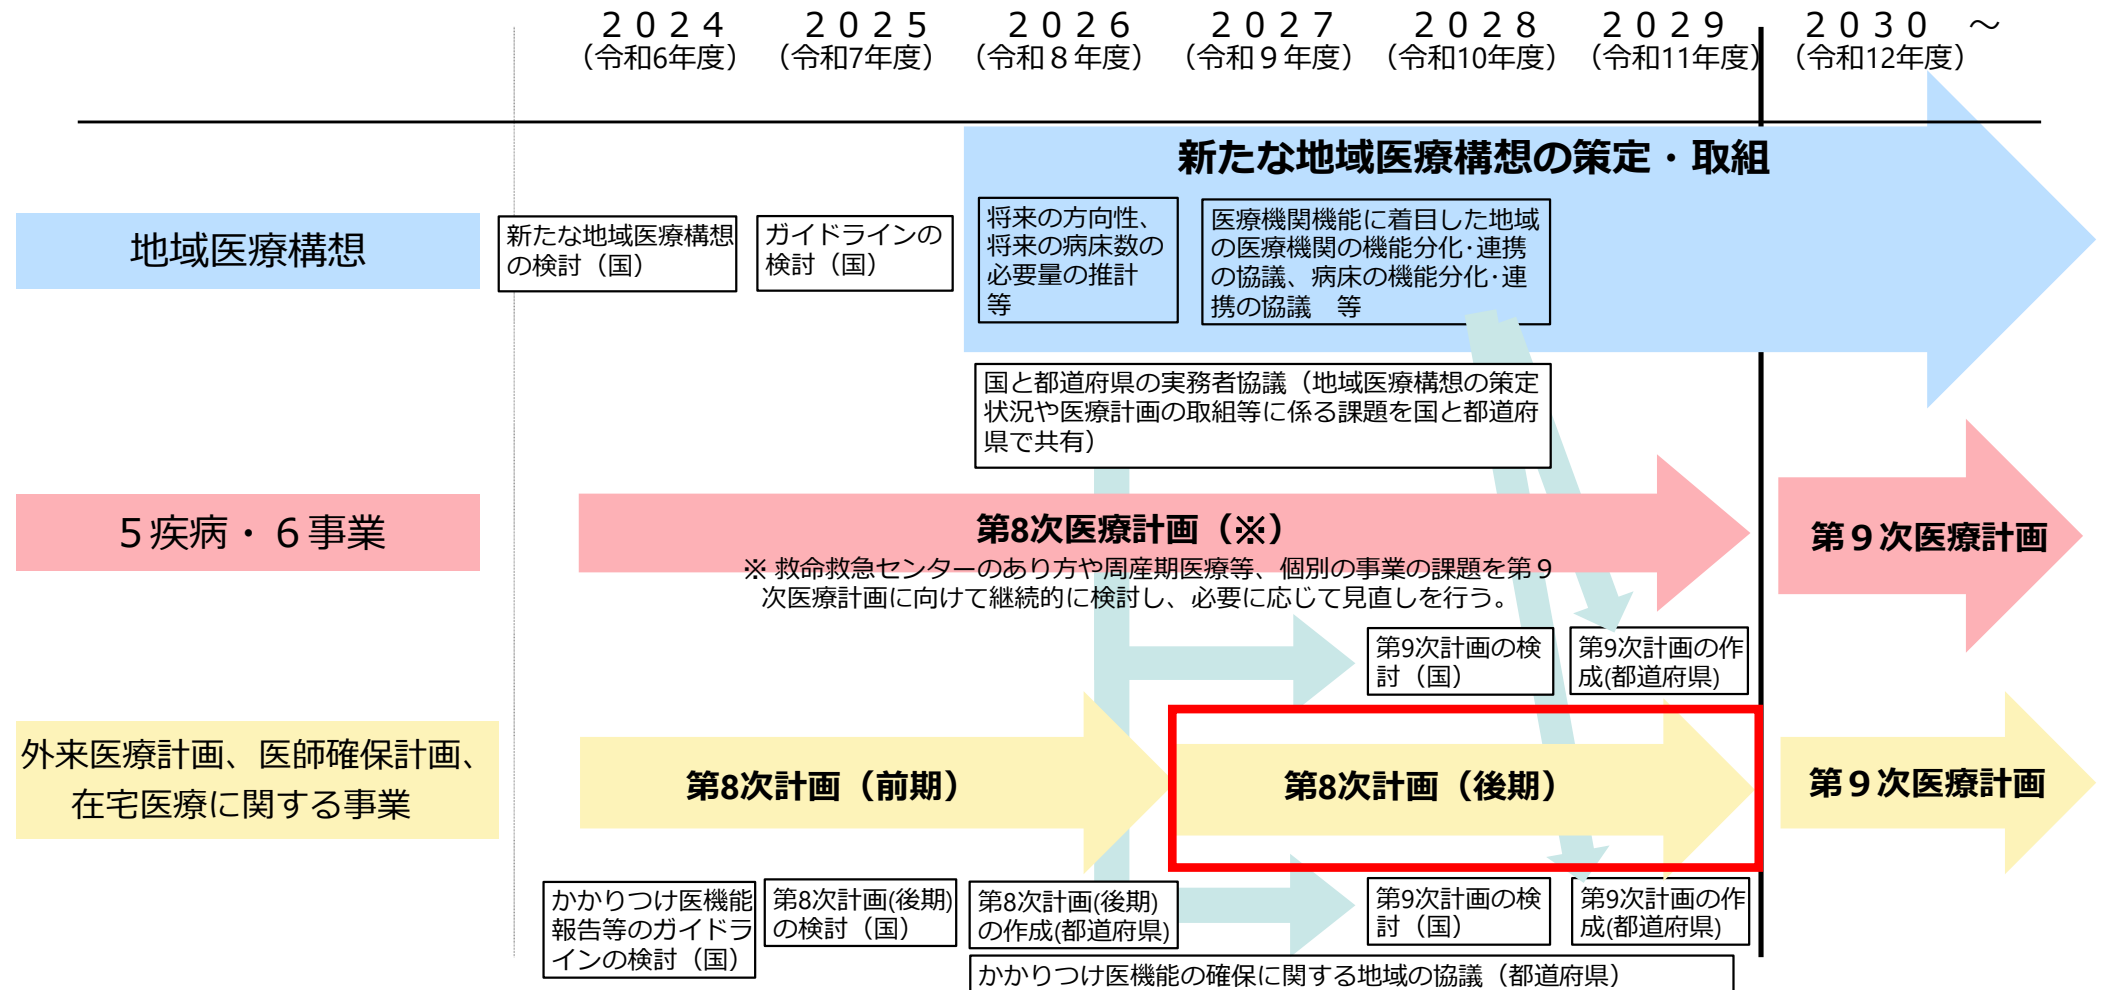 ２０２４
（令和6年度）
２０２５
（令和7年度）
２０２６
（令和８年度）
２０２７
（令和９年度）
２０２８
（令和10年度）
２０２９
（令和11年度）
２０３０　～
（令和12年度）
新たな地域医療構想の策定・取組
地域医療構想
新たな地域医療構想
の検討（国）
ガイドラインの
検討（国）
将来の方向性、
将来の病床数の
必要量の推計
等
医療機関機能に着目した地域
の医療機関の機能分化･連携
の協議、病床の機能分化･連
携の協議　等
国と都道府県の実務者協議（地域医療構想の策定
状況や医療計画の取組等に係る課題を国と都道府
県で共有）
５疾病・６事業
第8次医療計画（※）
※ 救命救急センターのあり方や周産期医療等、個別の事業の課題を第９
次医療計画に向けて継続的に検討し、必要に応じて見直しを行う。
第９次医療計画
第9次計画の検
討（国）
第9次計画の作
成(都道府県)
外来医療計画、医師確保計画、
在宅医療に関する事業
第8次計画（前期）
第8次計画（後期）
第９次医療計画
かかりつけ医機能
報告等のガイドラ
インの検討（国）
第8次計画(後期)
の検討（国）
第8次計画(後期)
の作成(都道府県)
第9次計画の検
討（国）
第9次計画の作
成(都道府県)
かかりつけ医機能の確保に関する地域の協議（都道府県）